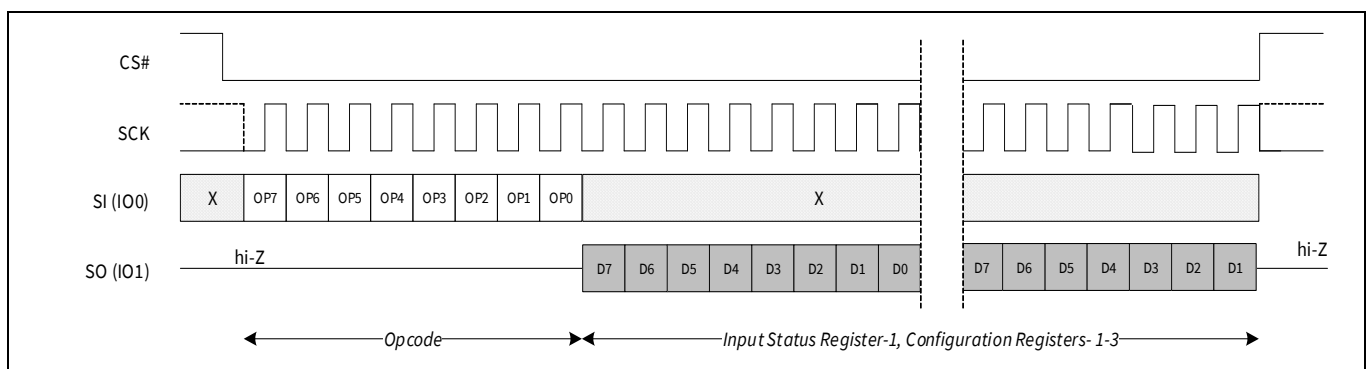 CS#
SCK
SI (IO0) X OP7 OP6 OP5 OP4 OP3 OP2 OP1 OP0 X
SO (IO1) hi-Z D7 D6 D5 D4 D3 D2 D1 D0 D7 D6 D5 D4 D3 D2 D1 hi-Z
Opcode Input Status Register-1, Configuration Registers- 1-3